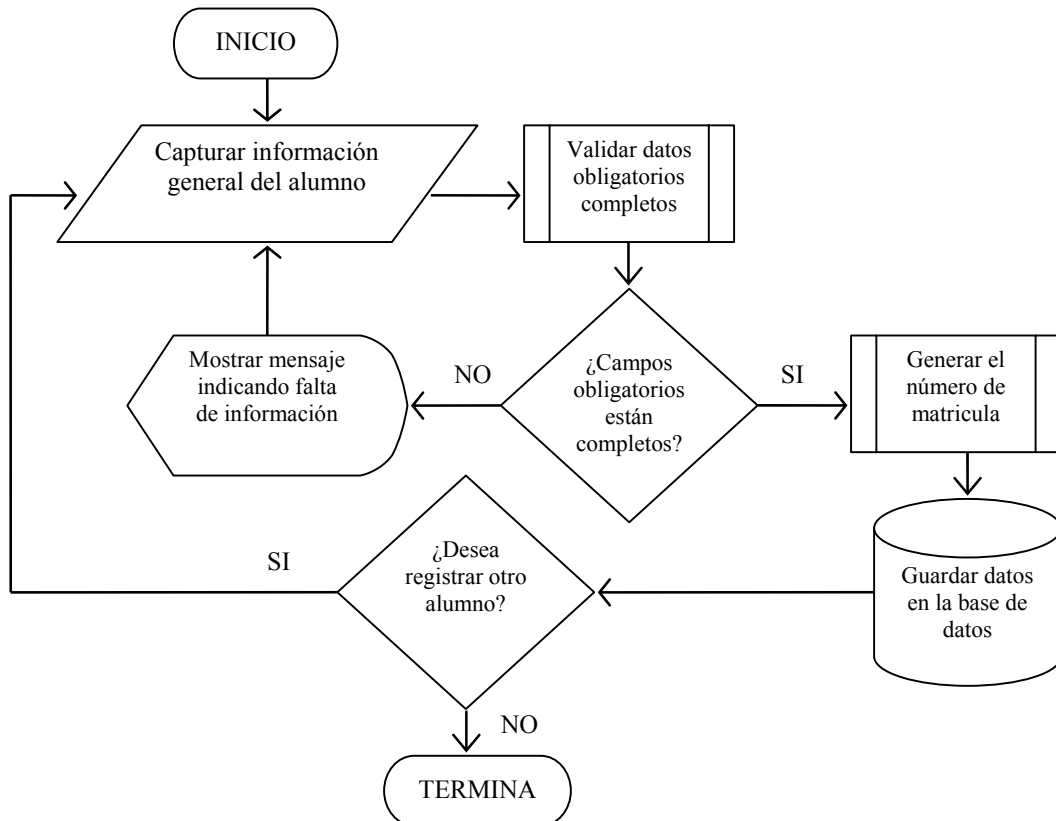 INICIO
Capturar información
general del alumno
Validar datos
obligatorios
completos
Mostrar mensaje
indicando falta
de información
NO
¿Campos
obligatorios
están
completos?
SI
Generar el
número de
matricula
SI
¿Desea
registrar otro
alumno?
Guardar datos
en la base de
datos
NO
TERMINA